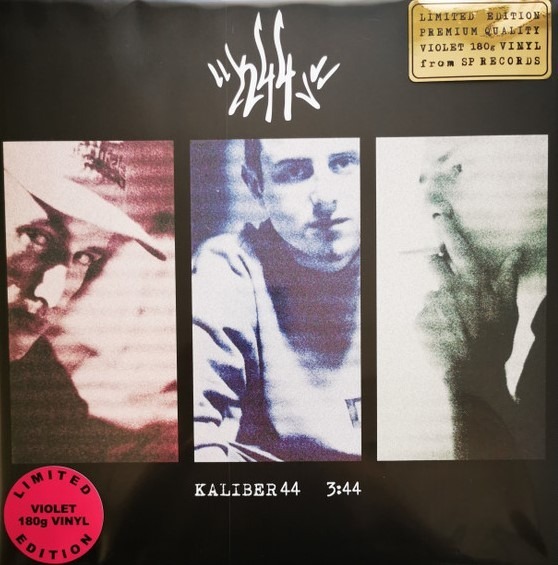 LIMITED EDITION
PREMIUM QUALITY
VIOLET 180g VINYL
from SP RECORDS
"K44"
KALIBER44 3:44
LIMITED
VIOLET
180g VINYL
EDITION